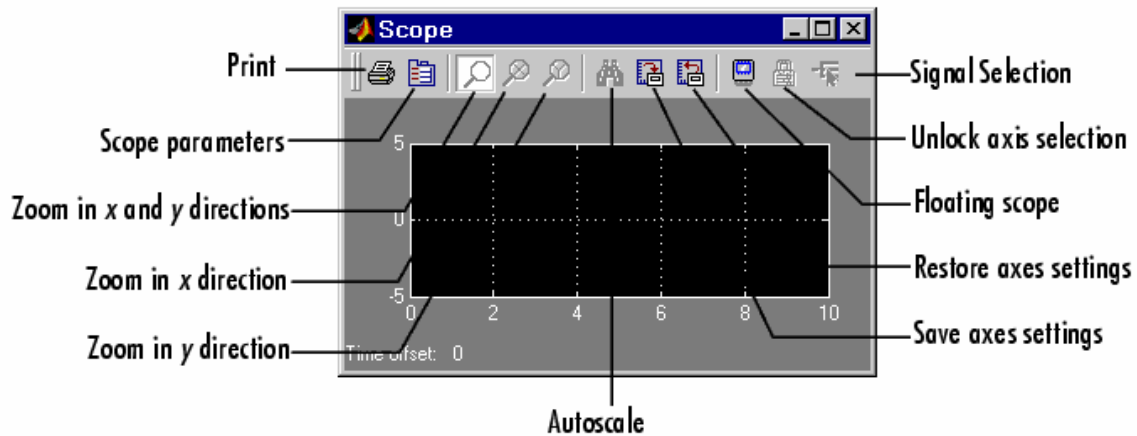 Scope
Print
Signal Selection
Scope parameters
Unlock axis selection
Zoom in x and y directions
Floating scope
Zoom in x direction
Restore axes settings
Zoom in y direction
Save axes settings
Autoscale
5
0
-5
0 2 4 6 8 10
Time offset: 0